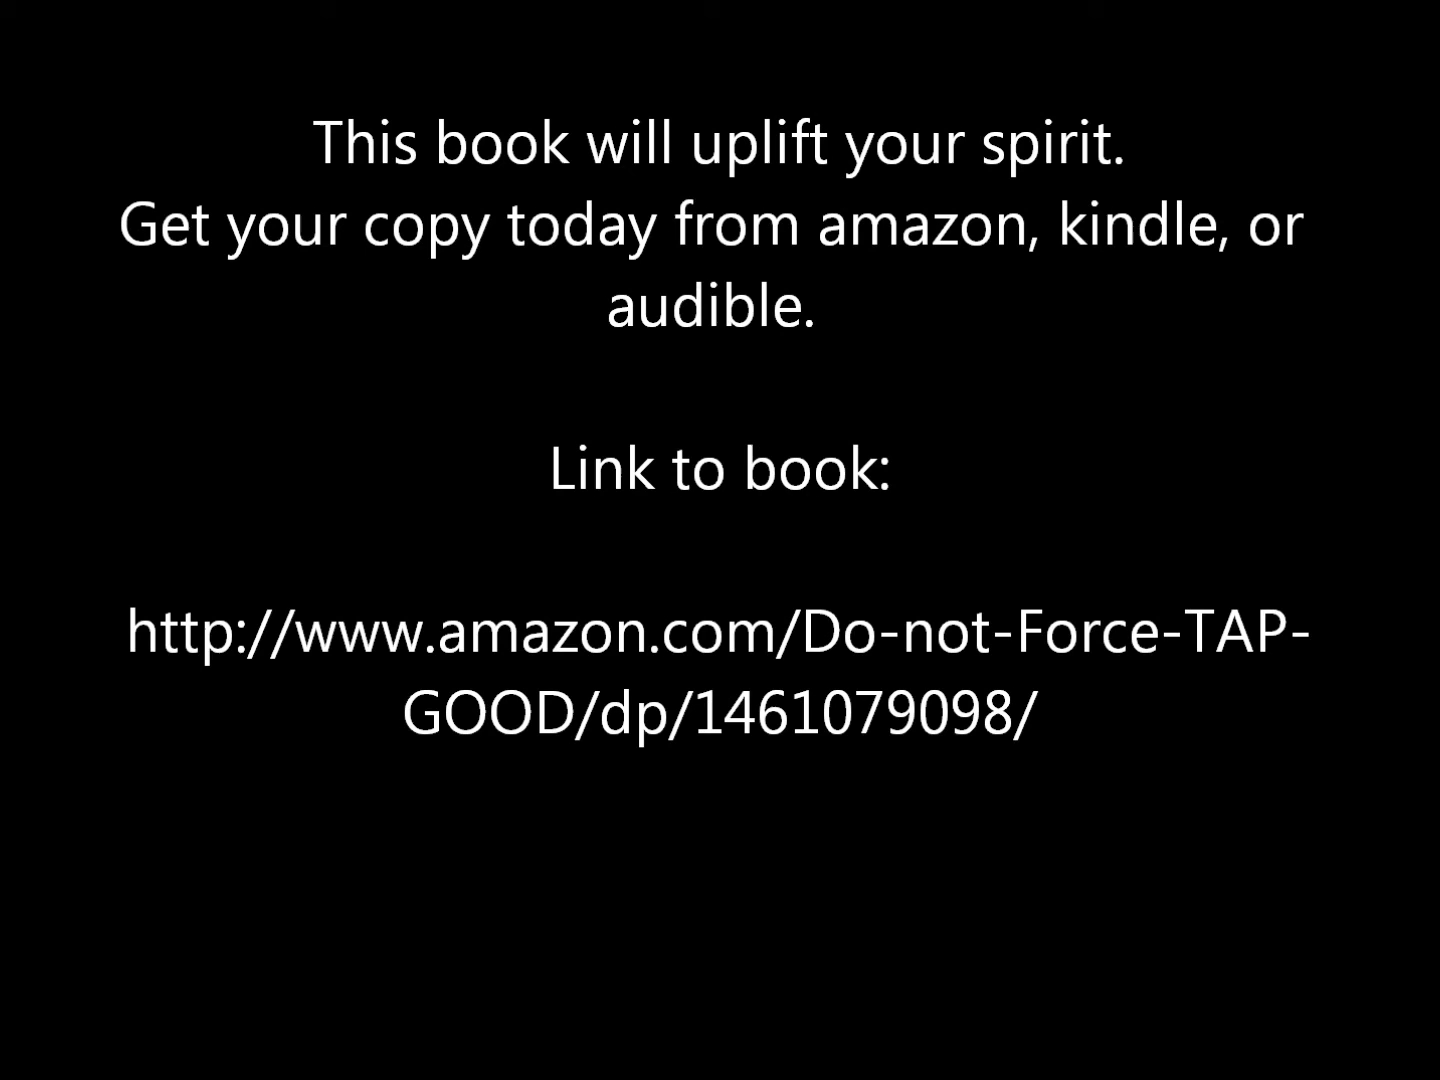 This book will uplift your spirit.
Get your copy today from amazon, kindle, or
audible.
Link to book:
http://www.amazon.com/Do-not-Force-TAP-
GOOD/dp/1461079098/